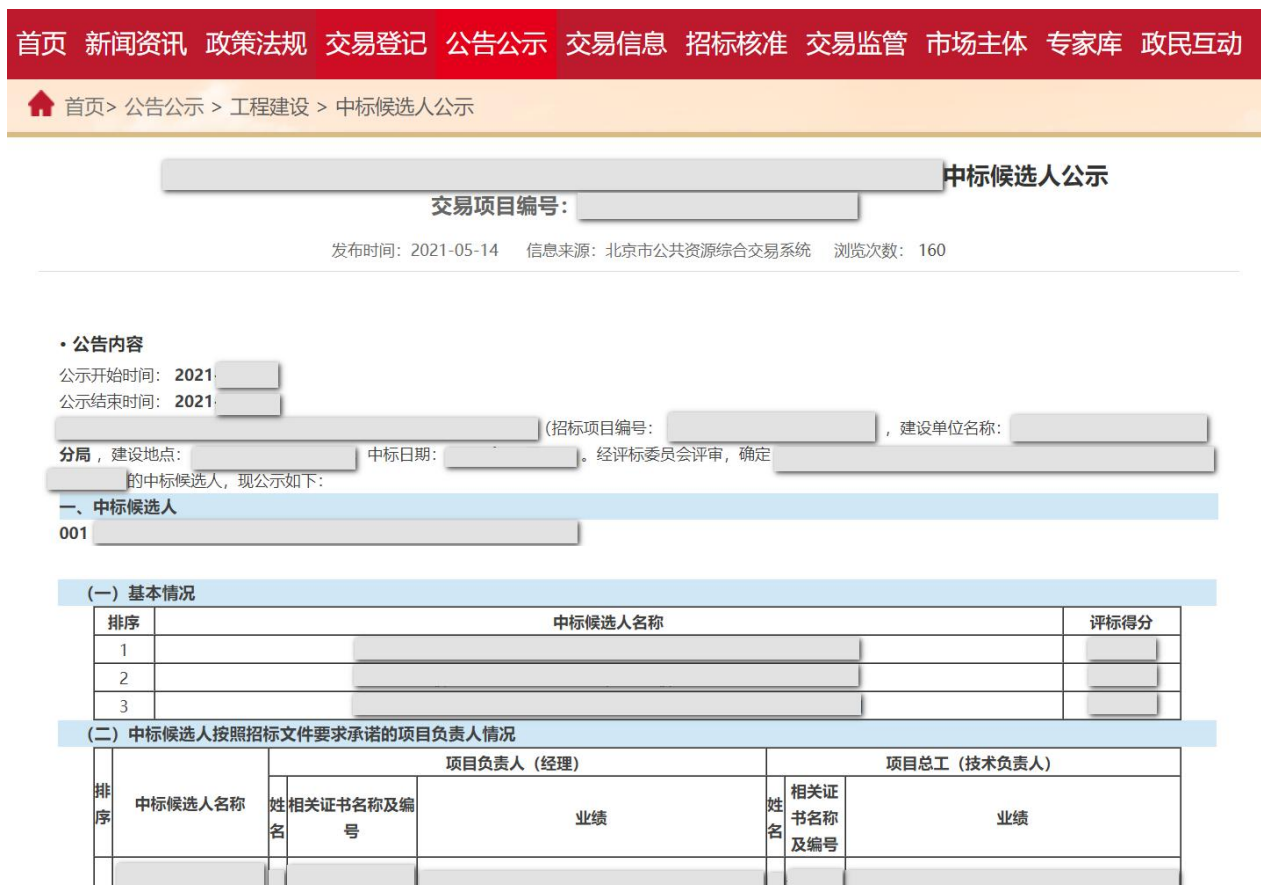 首页 新闻资讯 政策法规 交易登记 公告公示 交易信息 招标核准 交易监管 市场主体 专家库 政民互动
首页> 公告公示 > 工程建设 > 中标候选人公示
中标候选人公示
交易项目编号：
发布时间：2021-05-14 信息来源：北京市公共资源综合交易系统 浏览次数： 160
• 公告内容
公示开始时间： 2021-
公示结束时间： 2021-
(招标项目编号： ，建设单位名称：
分局 ，建设地点： 中标日期： 。经评标委员会评审，确定
的中标候选人，现公示如下：
一、中标候选人
001
（一）基本情况
排序 中标候选人名称 评标得分
1
2
3
（二）中标候选人按照招标文件要求承诺的项目负责人情况
排序 中标候选人名称 项目负责人（经理） 项目总工（技术负责人）
姓名 相关证书名称及编号 业绩 姓名 相关证书名称及编号 业绩